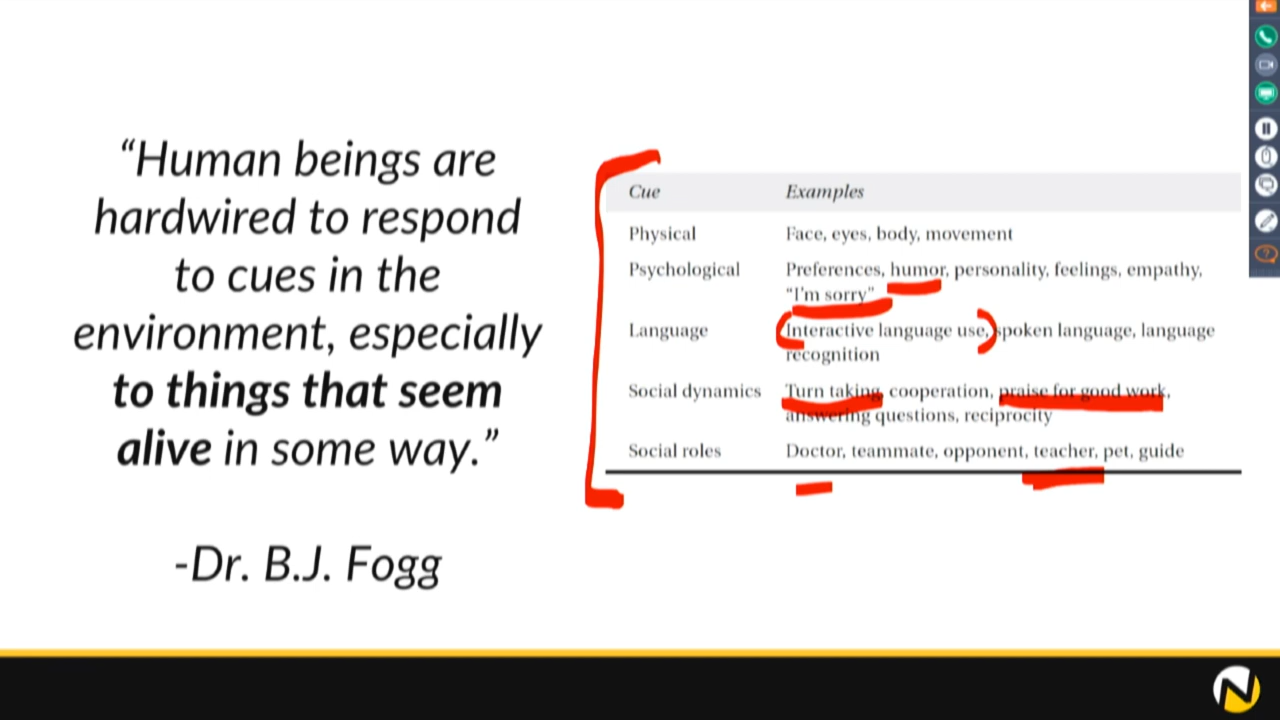 “Human beings are
hardwired to respond
to cues in the
environment, especially
to things that seem
alive in some way.”
-Dr. B.J. Fogg
Cue Examples
Physical Face, eyes, body, movement
Psychological Preferences, humor, personality, feelings, empathy,
“I’m sorry”
Language Interactive language use, spoken language, language
recognition
Social dynamics Turn taking, cooperation, praise for good work,
answering questions, reciprocity
Social roles Doctor, teammate, opponent, teacher, pet, guide